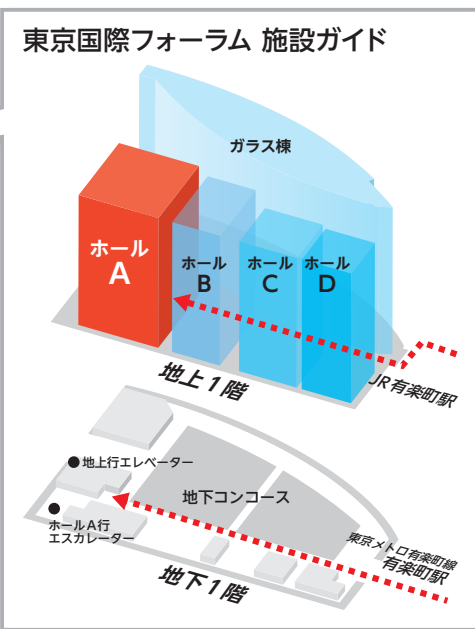 東京国際フォーラム 施設ガイド
ガラス棟
ホール
A
ホール
B
ホール
C
ホール
D
地上1階
JR有楽町駅
地上行エレベーター
地下コンコース
ホールA行
エスカレーター
東京メトロ有楽町線
有楽町駅
地下1階